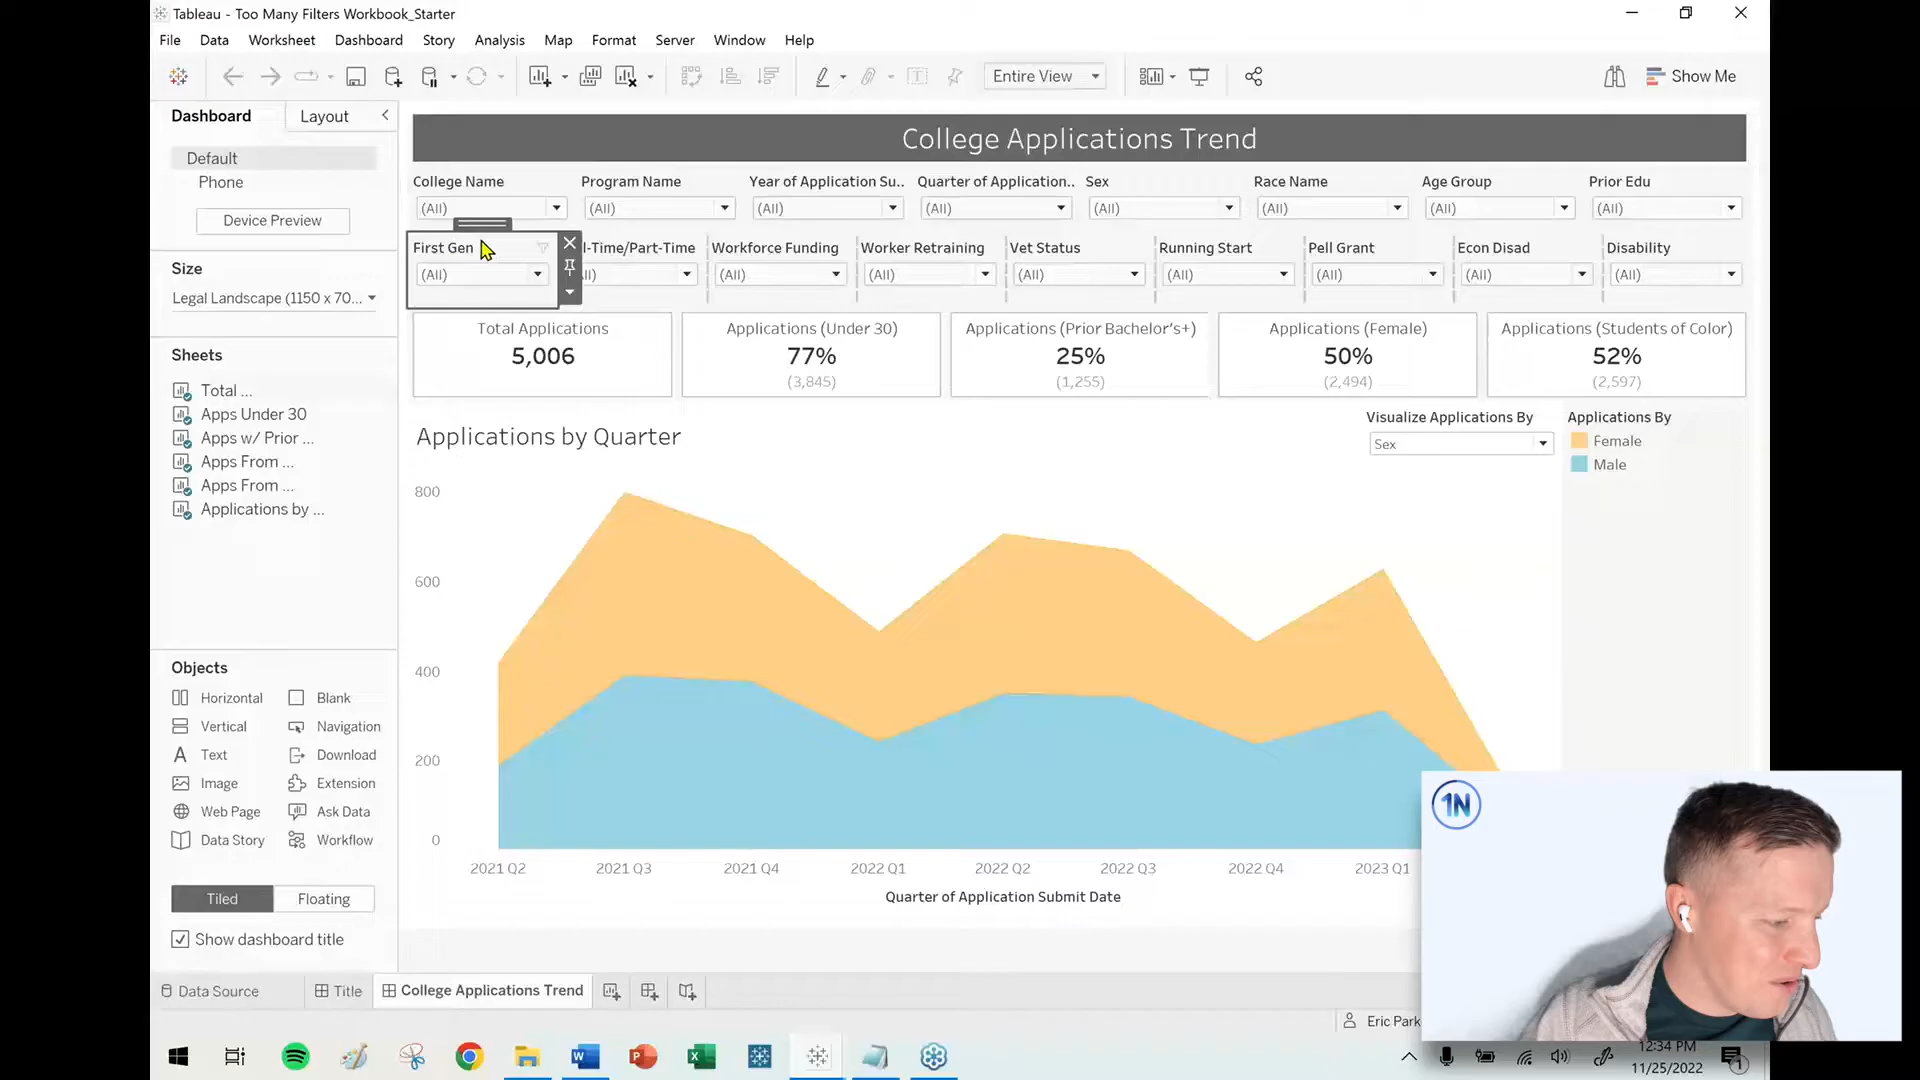 Tableau - Too Many Filters Workbook_Starter
File Data Worksheet Dashboard Story Analysis Map Format Server Window Help
Entire View
Show Me
Dashboard Layout
Default
Phone
Device Preview
Size
Legal Landscape (1150 x 70...
Sheets
Total ...
Apps Under 30
Apps w/ Prior ...
Apps From ...
Apps From ...
Applications by ...
Objects
Horizontal Blank
Vertical Navigation
Text Download
Image Extension
Web Page Ask Data
Data Story Workflow
Tiled Floating
Show dashboard title
College Applications Trend
College Name Program Name Year of Application Su.. Quarter of Application.. Sex Race Name Age Group Prior Edu
(All) (All) (All) (All) (All) (All) (All) (All)
First Gen l-Time/Part-Time Workforce Funding Worker Retraining Vet Status Running Start Pell Grant Econ Disad Disability
(All) ll) (All) (All) (All) (All) (All) (All) (All)
Total Applications Applications (Under 30) Applications (Prior Bachelor's+) Applications (Female) Applications (Students of Color)
5,006 77% 25% 50% 52%
(3,845) (1,255) (2,494) (2,597)
Applications by Quarter
Visualize Applications By
Sex
Applications By
Female
Male
800
600
400
200
0
2021 Q2 2021 Q3 2021 Q4 2022 Q1 2022 Q2 2022 Q3 2022 Q4 2023 Q1
Quarter of Application Submit Date
1N
Data Source Title College Applications Trend
Eric Park
12:34 PM
11/25/2022
1